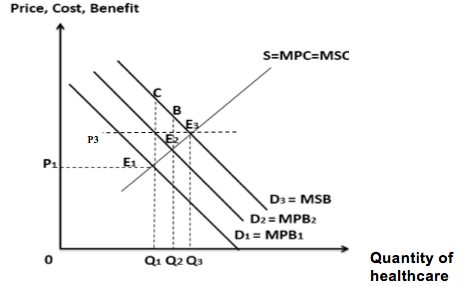 Price, Cost, Benefit
S=MPC=MSC
C
B
E3
P3
E2
P1
E1
D3 = MSB
D2 = MPB2
D1 = MPB1
0
Q1 Q2 Q3
Quantity of
healthcare